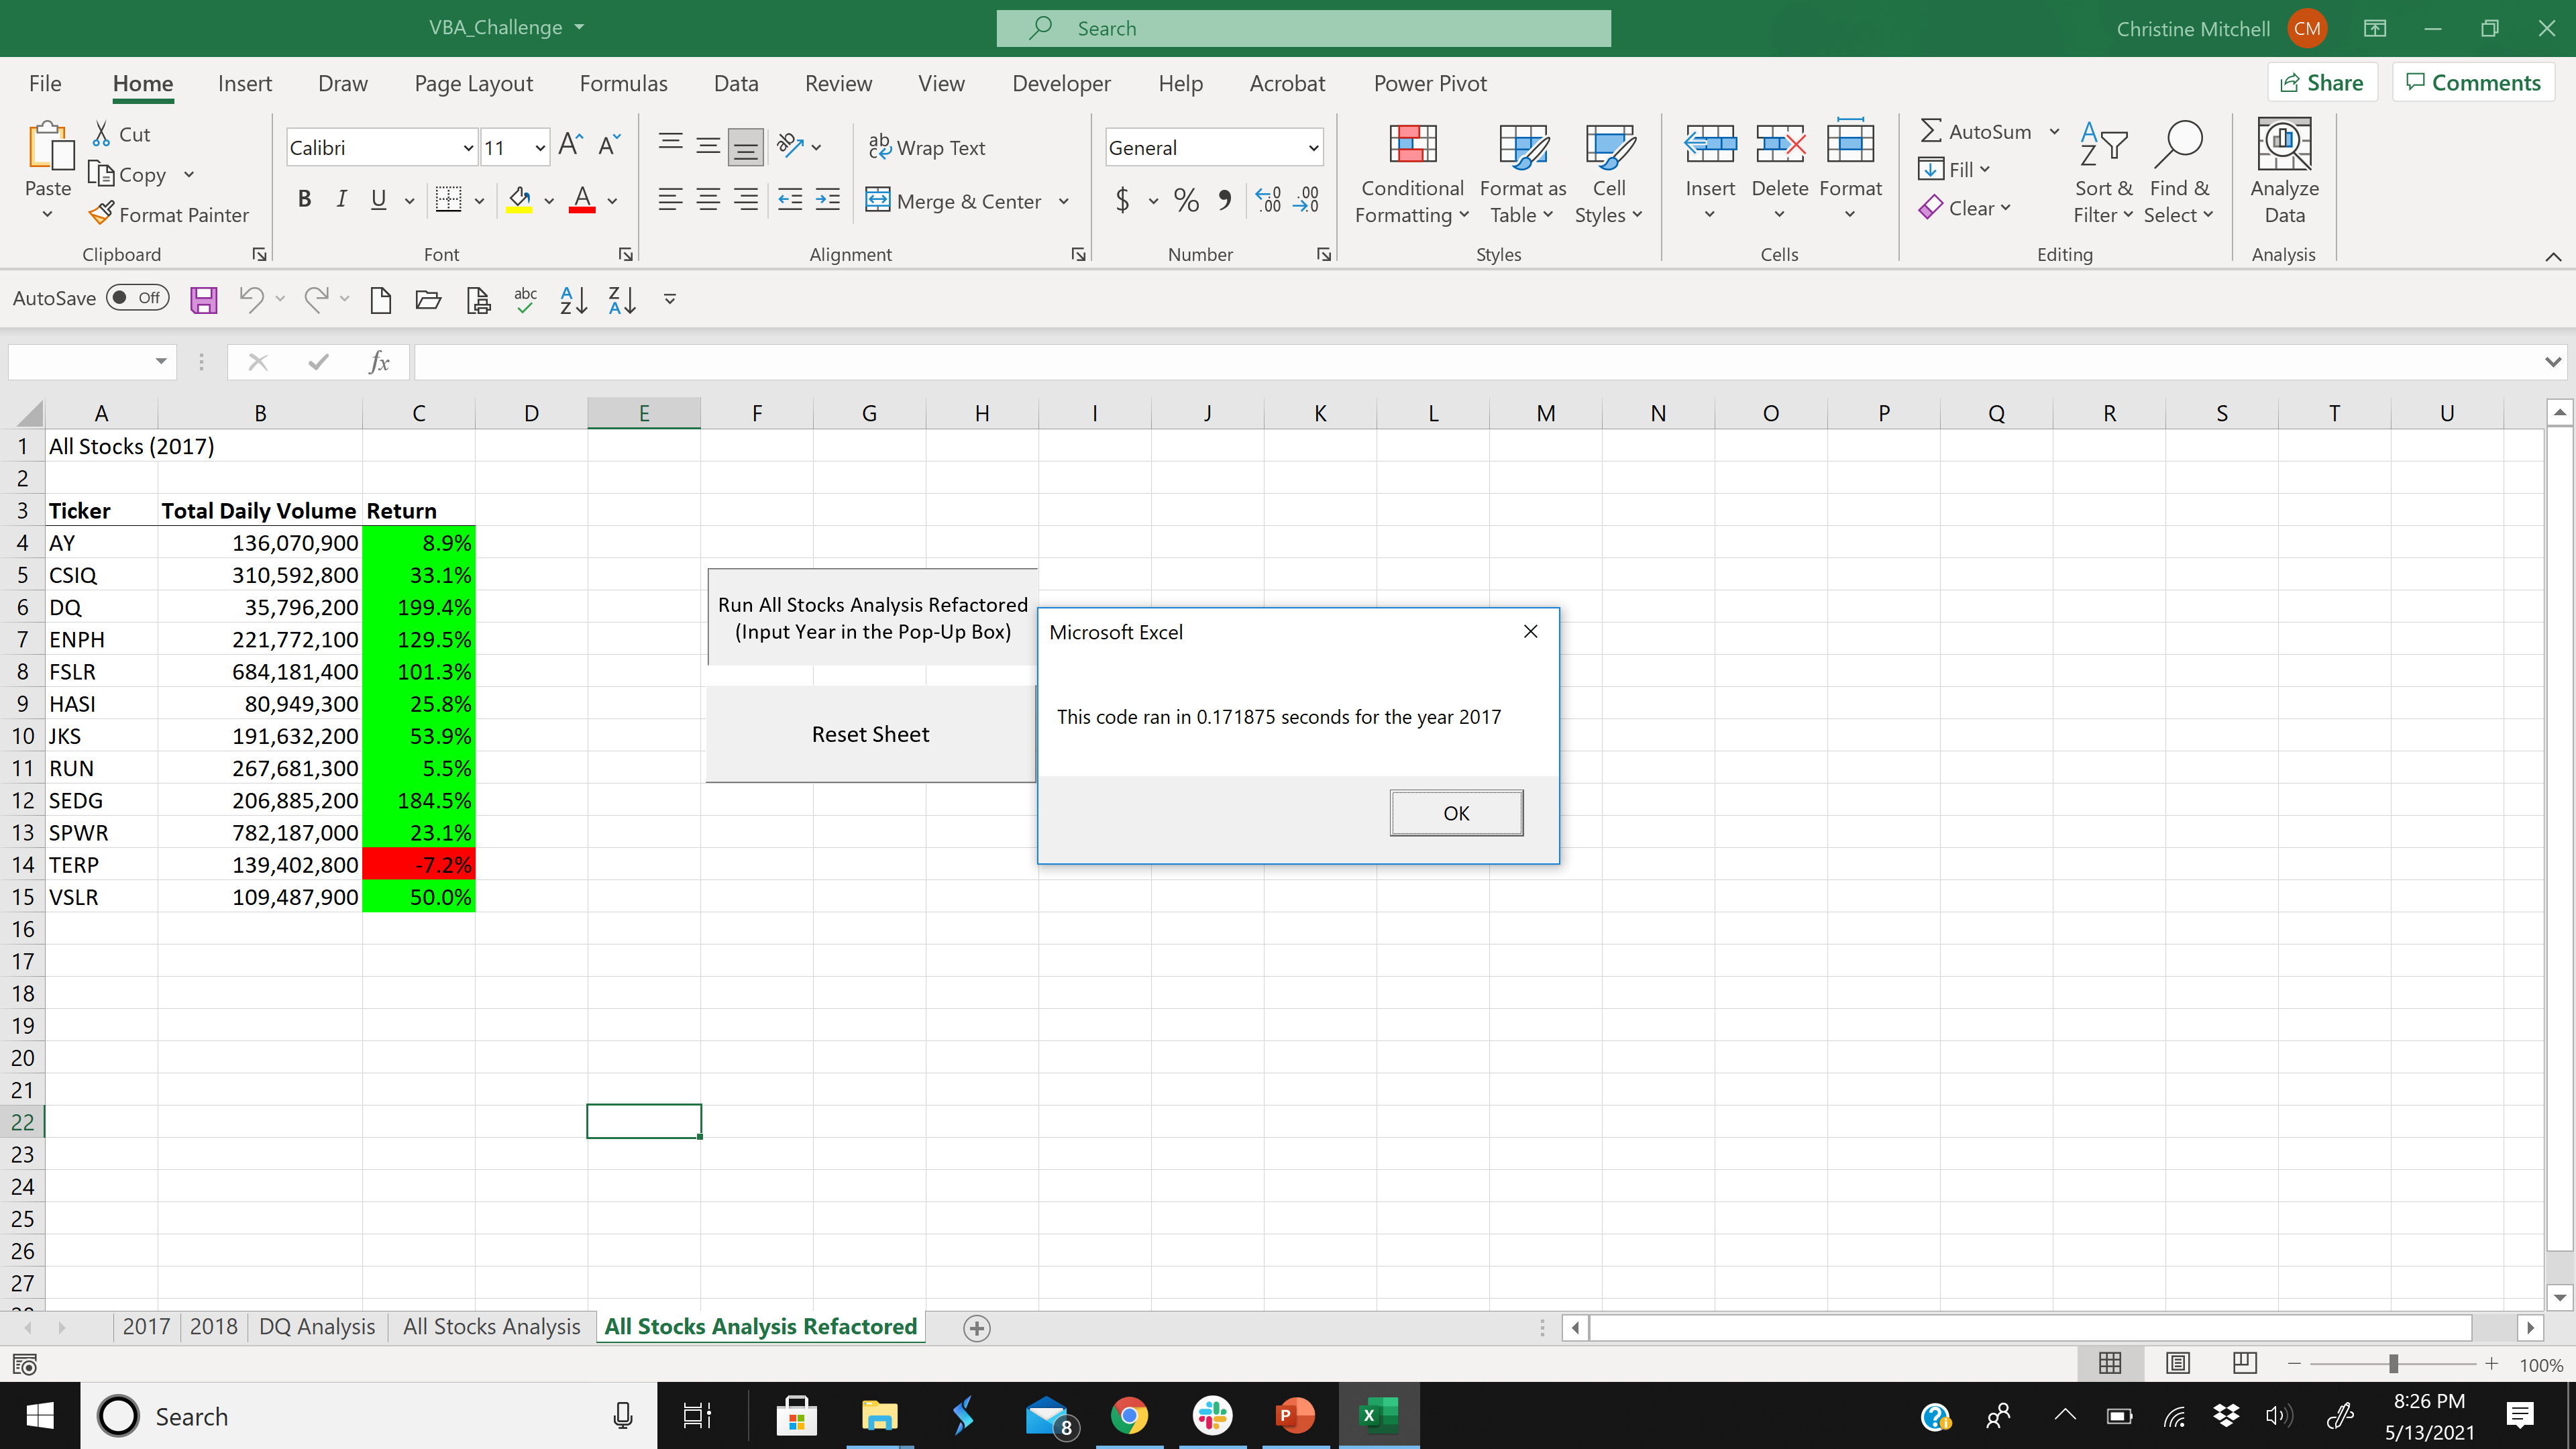 VBA_Challenge
Search
Christine Mitchell CM
File Home Insert Draw Page Layout Formulas Data Review View Developer Help Acrobat Power Pivot Share Comments
Paste
Cut
Copy
Format Painter
Clipboard
Calibri 11
B I U
Font
Wrap Text
Merge & Center
Alignment
General
$ % 9
Number
Conditional Formatting
Format as Table
Cell Styles
Styles
Insert Delete Format
Cells
AutoSum
Fill
Clear
Sort & Filter
Find & Select
Editing
Analyze Data
Analysis
AutoSave Off
fx
A B C D E F G H I J K L M N O P Q R S T U
1 All Stocks (2017)
2
3 Ticker Total Daily Volume Return
4 AY 136,070,900 8.9%
5 CSIQ 310,592,800 33.1%
6 DQ 35,796,200 199.4%
7 ENPH 221,772,100 129.5%
8 FSLR 684,181,400 101.3%
9 HASI 80,949,300 25.8%
10 JKS 191,632,200 53.9%
11 RUN 267,681,300 5.5%
12 SEDG 206,885,200 184.5%
13 SPWR 782,187,000 23.1%
14 TERP 139,402,800 -7.2%
15 VSLR 109,487,900 50.0%
16
17
18
19
20
21
22
23
24
25
26
27
Run All Stocks Analysis Refactored
(Input Year in the Pop-Up Box)
Reset Sheet
Microsoft Excel
This code ran in 0.171875 seconds for the year 2017
OK
2017 2018 DQ Analysis All Stocks Analysis All Stocks Analysis Refactored
100%
Search
8
8:26 PM
5/13/2021